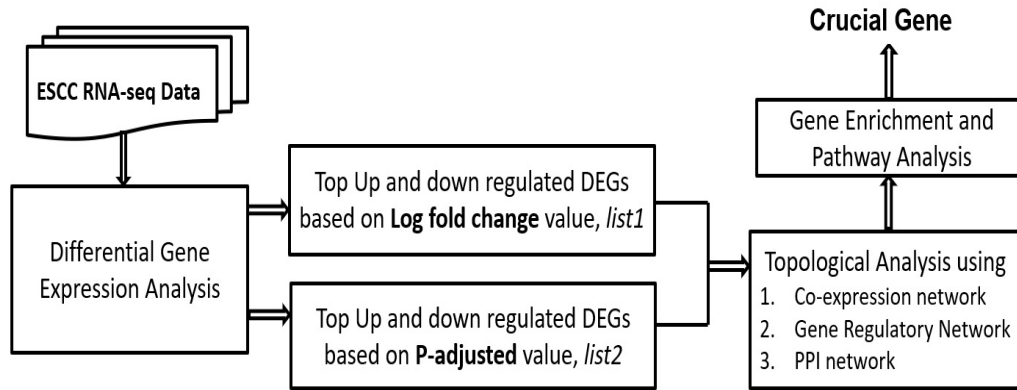 ESCC RNA-seq Data
Differential Gene
Expression Analysis
Top Up and down regulated DEGs
based on Log fold change value, list1
Top Up and down regulated DEGs
based on P-adjusted value, list2
Topological Analysis using
1. Co-expression network
2. Gene Regulatory Network
3. PPI network
Gene Enrichment and
Pathway Analysis
Crucial Gene